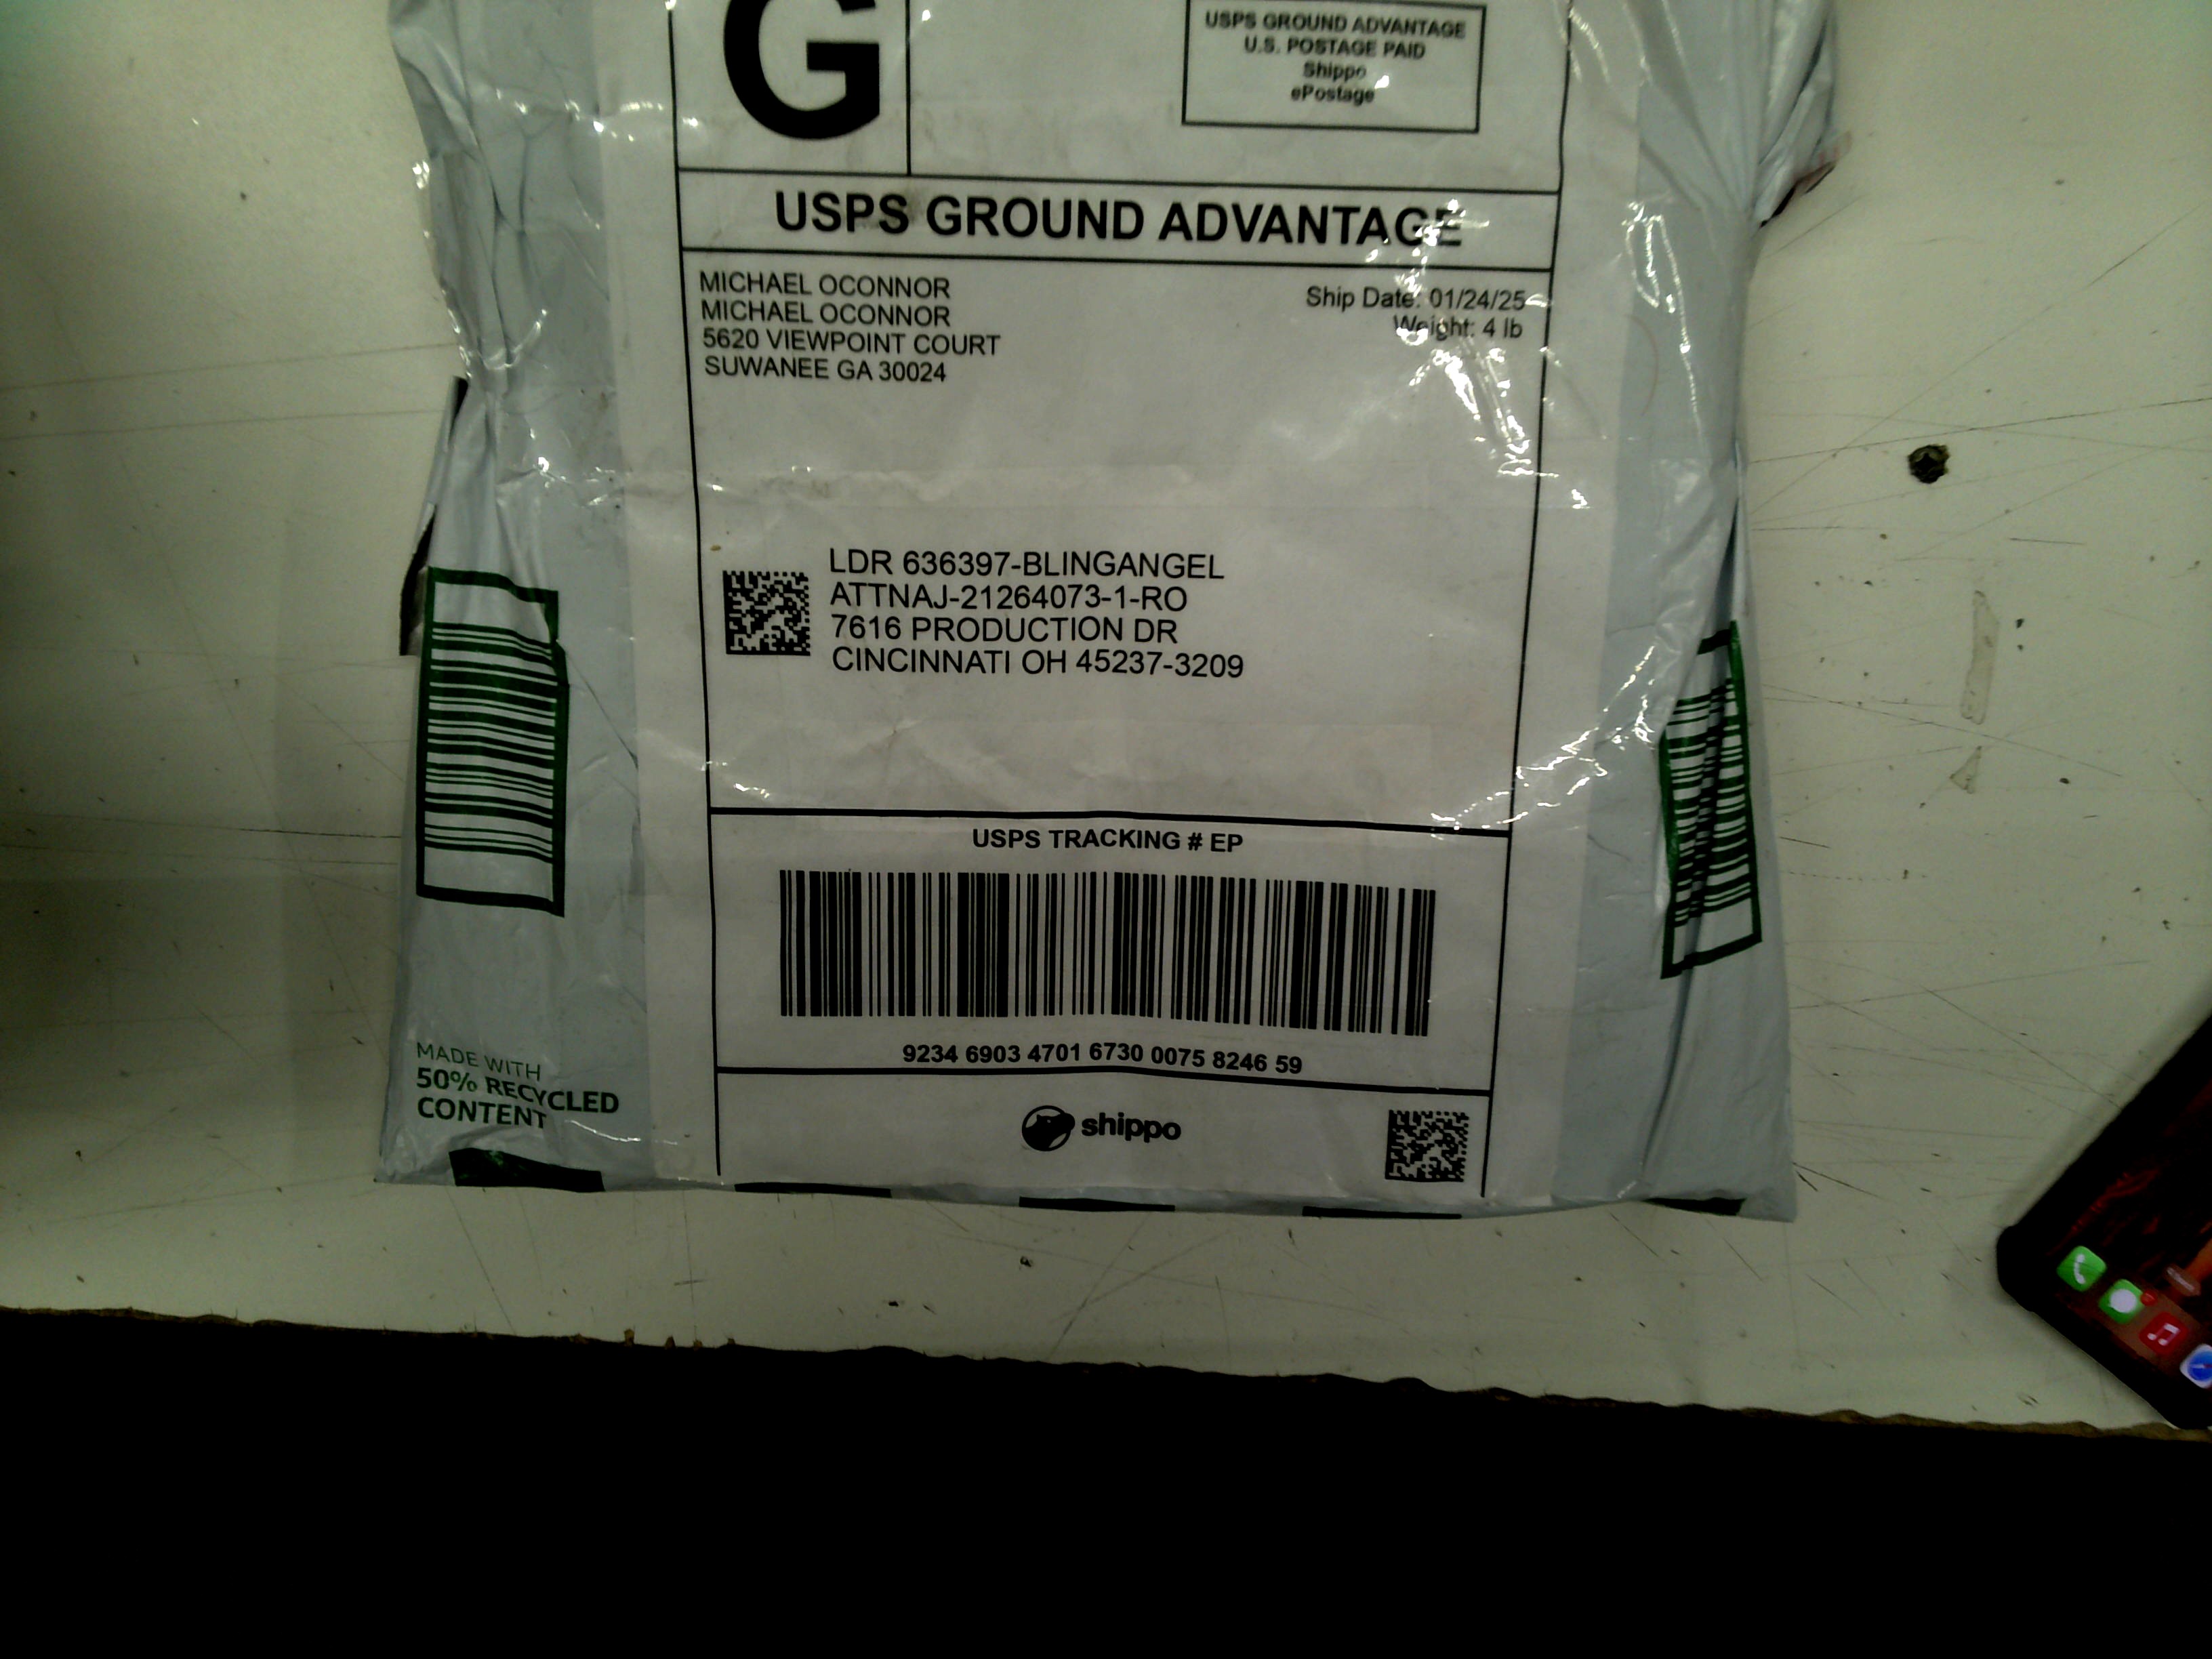 G
USPS GROUND ADVANTAGE
U.S. POSTAGE PAID
Shippo
ePostage
USPS GROUND ADVANTAGE
MICHAEL OCONNOR
MICHAEL OCONNOR
5620 VIEWPOINT COURT
SUWANEE GA 30024
Ship Date: 01/24/25
Weight: 4 lb
LDR 636397-BLINGANGEL
ATTNAJ-21264073-1-RO
7616 PRODUCTION DR
CINCINNATI OH 45237-3209
USPS TRACKING # EP
9234 6903 4701 6730 0075 8246 59
shippo
MADE WITH
50% RECYCLED
CONTENT